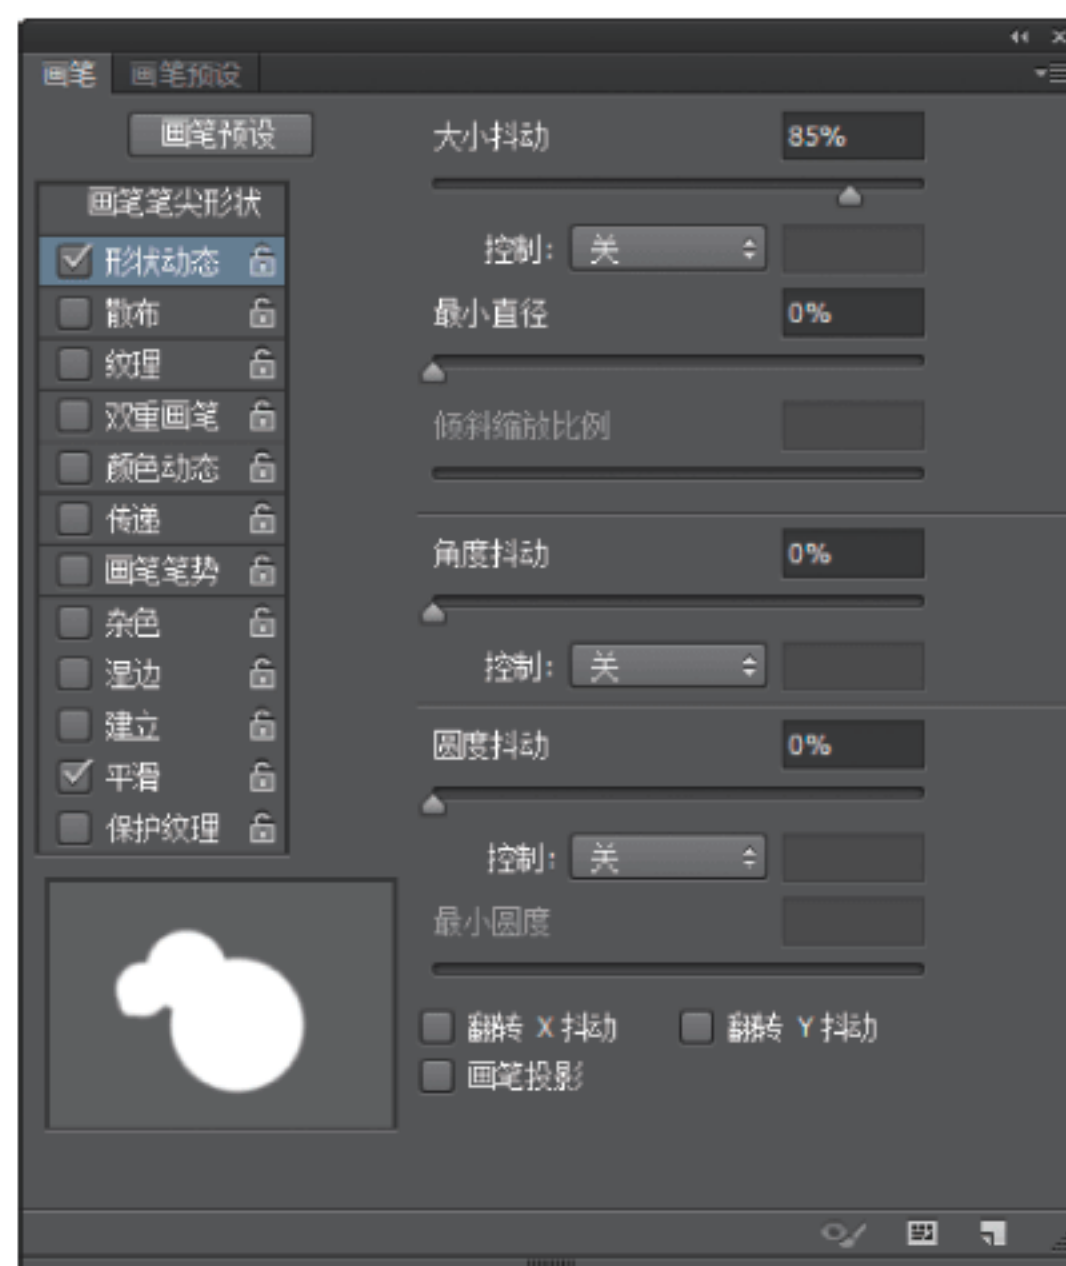 画笔 画笔预设
画笔预设
画笔笔尖形状
形状动态
散布
纹理
双重画笔
颜色动态
传递
画笔笔势
杂色
湿边
建立
平滑
保护纹理
大小抖动 85%
控制: 关
最小直径 0%
倾斜缩放比例
角度抖动 0%
控制: 关
圆度抖动 0%
控制: 关
最小圆度
翻转 X 抖动 翻转 Y 抖动
画笔投影